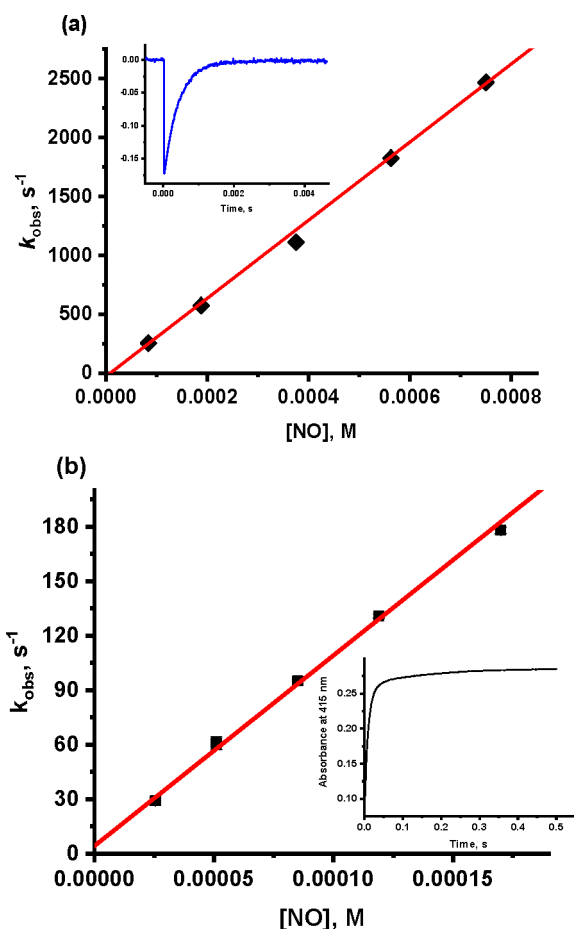 (a)
2500
2000
1500
1000
500
0
k_obs, s⁻¹
0.0000 0.0002 0.0004 0.0006 0.0008
[NO], M
0.00
-0.05
-0.10
-0.15
0.000 0.002 0.004
Time, s
(b)
180
150
120
90
60
30
0
k_obs, s⁻¹
0.00000 0.00005 0.00010 0.00015
[NO], M
Absorbance at 415 nm
0.25
0.20
0.15
0.10
0.0 0.1 0.2 0.3 0.4 0.5
Time, s